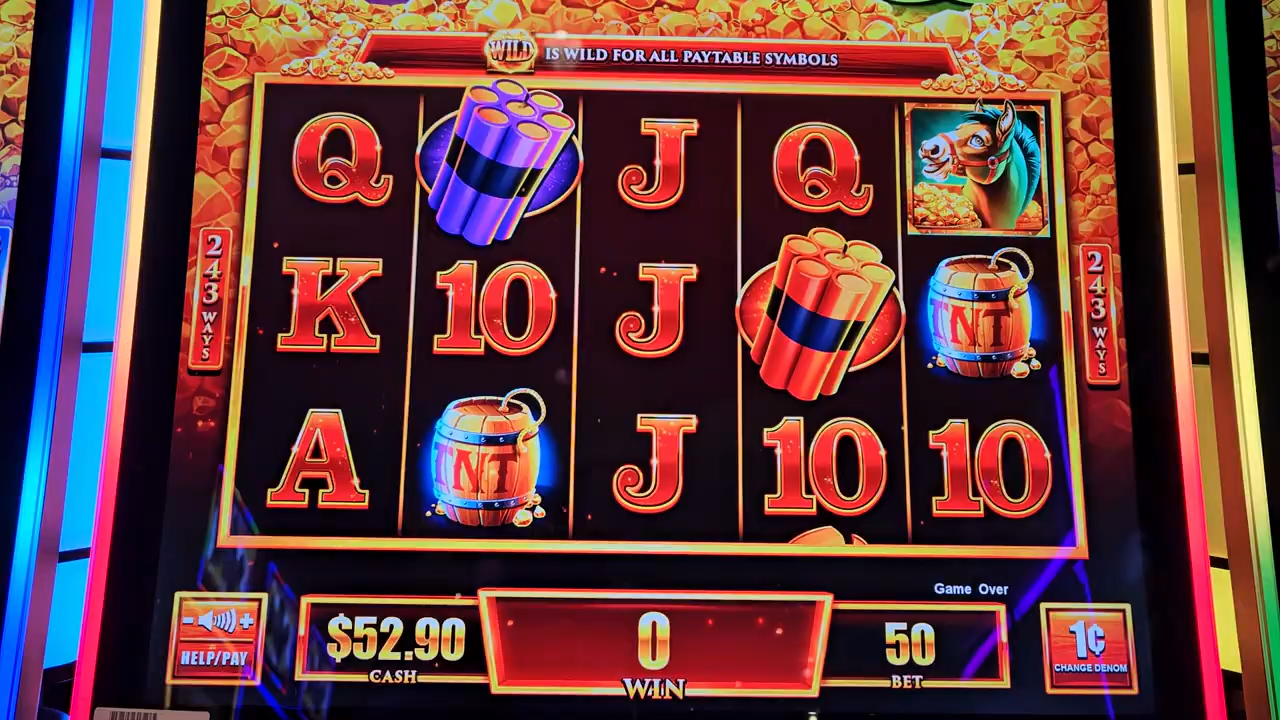 WILD IS WILD FOR ALL PAYTABLE SYMBOLS
Q J Q
243 WAYS
K 10 J TNT
243 WAYS
A TNT J 10 10
Game Over
HELP/PAY
$52.90
CASH
0
WIN
50
BET
1¢
CHANGE DENOM